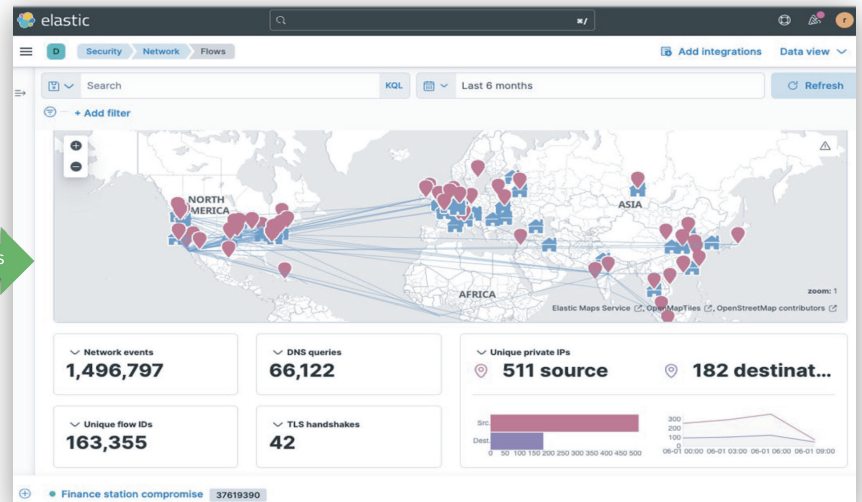 elastic
⌘/
r
D Security Network Flows Add integrations Data view
Search KQL Last 6 months Refresh
+ Add filter
NORTH
MERICA
ASIA
AFRICA
zoom: 1
Elastic Maps Service, OpenMapTiles, OpenStreetMap contributors
Network events
1,496,797
DNS queries
66,122
Unique private IPs
511 source 182 destinat...
Unique flow IDs
163,355
TLS handshakes
42
Src.
Dest.
0 50 100 150 200 250 300 350 400 450 500
300
200
100
0
06-01 00:00 06-01 03:00 06-01 06:00 06-01 09:00
Finance station compromise 37619390